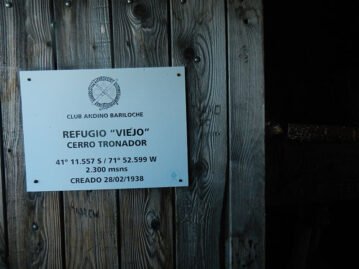 CLUB ANDINO BARILOCHE
REFUGIO "VIEJO"
CERRO TRONADOR
41° 11.557 S / 71° 52.599 W
2.300 msns
CREADO 28/02/1938